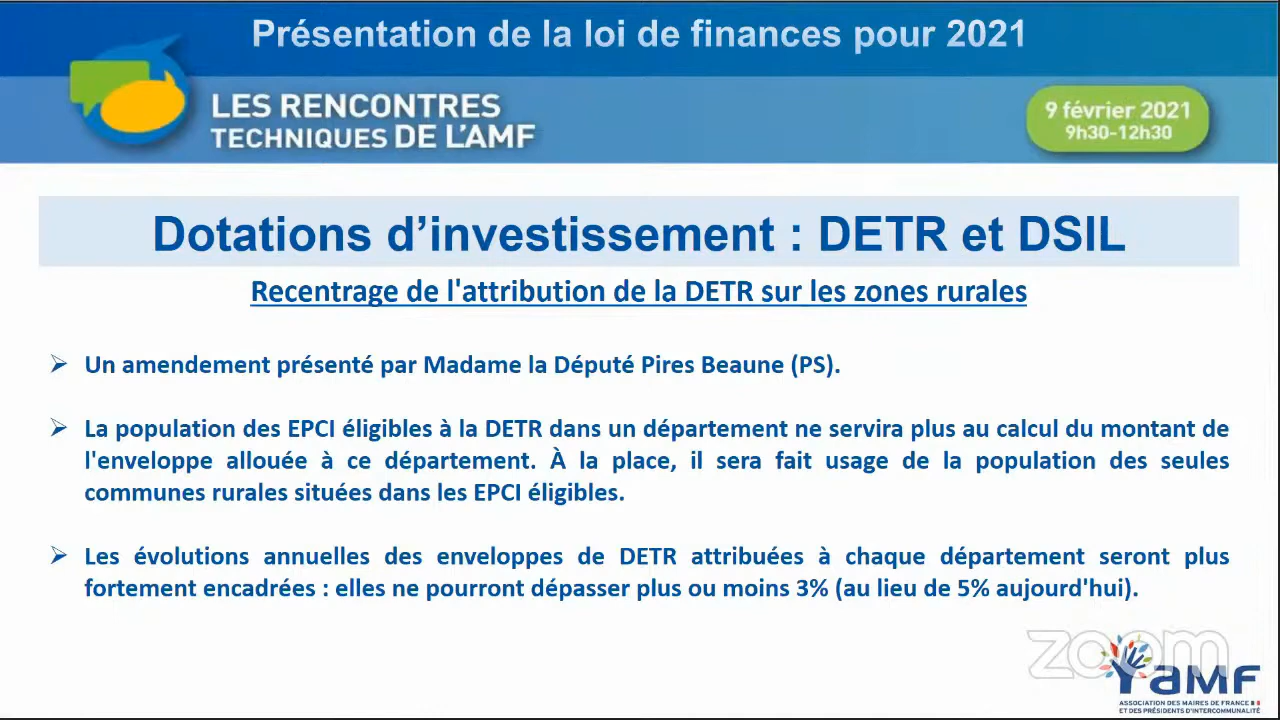 Présentation de la loi de finances pour 2021
LES RENCONTRES
TECHNIQUES DE L'AMF
9 février 2021
9h30-12h30
Dotations d’investissement : DETR et DSIL
Recentrage de l'attribution de la DETR sur les zones rurales
Un amendement présenté par Madame la Député Pires Beaune (PS).
La population des EPCI éligibles à la DETR dans un département ne servira plus au calcul du montant de
l'enveloppe allouée à ce département. À la place, il sera fait usage de la population des seules
communes rurales situées dans les EPCI éligibles.
Les évolutions annuelles des enveloppes de DETR attribuées à chaque département seront plus
fortement encadrées : elles ne pourront dépasser plus ou moins 3% (au lieu de 5% aujourd'hui).
zoom
AMF
ASSOCIATION DES MAIRES DE FRANCE
ET DES PRÉSIDENTS D'INTERCOMMUNALITÉ